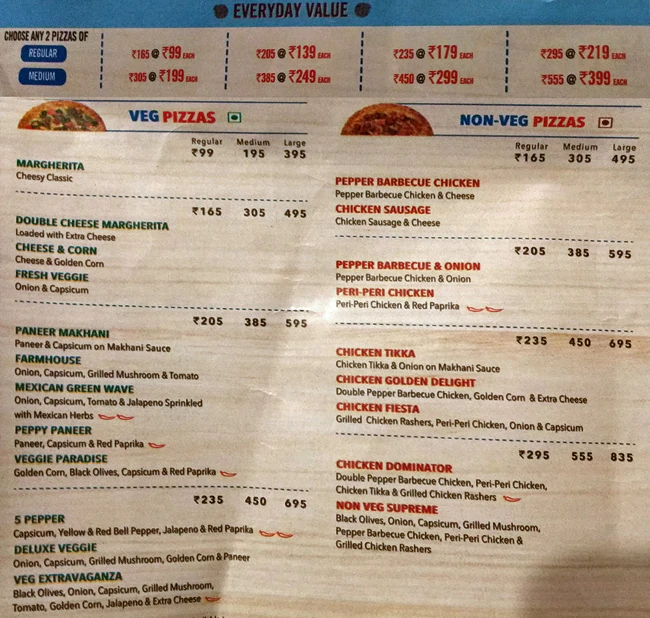 EVERYDAY VALUE
CHOOSE ANY 2 PIZZAS OF
REGULAR
₹165 @ ₹99 EACH
₹205 @ ₹139 EACH
₹235 @ ₹179 EACH
₹295 @ ₹219 EACH
MEDIUM
₹305 @ ₹199 EACH
₹385 @ ₹249 EACH
₹450 @ ₹299 EACH
₹555 @ ₹399 EACH
VEG PIZZAS
Regular Medium Large
₹99 195 395
MARGHERITA
Cheesy Classic
₹165 305 495
DOUBLE CHEESE MARGHERITA
Loaded with Extra Cheese
CHEESE & CORN
Cheese & Golden Corn
FRESH VEGGIE
Onion & Capsicum
₹205 385 595
PANEER MAKHANI
Paneer & Capsicum on Makhani Sauce
FARMHOUSE
Onion, Capsicum, Grilled Mushroom & Tomato
MEXICAN GREEN WAVE
Onion, Capsicum, Tomato & Jalapeno Sprinkled
with Mexican Herbs
PEPPY PANEER
Paneer, Capsicum & Red Paprika
VEGGIE PARADISE
Golden Corn, Black Olives, Capsicum & Red Paprika
₹235 450 695
5 PEPPER
Capsicum, Yellow & Red Bell Pepper, Jalapeno & Red Paprika
DELUXE VEGGIE
Onion, Capsicum, Grilled Mushroom, Golden Corn & Paneer
VEG EXTRAVAGANZA
Black Olives, Onion, Capsicum, Grilled Mushroom,
Tomato, Golden Corn, Jalapeno & Extra Cheese
NON-VEG PIZZAS
Regular Medium Large
₹165 305 495
PEPPER BARBECUE CHICKEN
Pepper Barbecue Chicken & Cheese
CHICKEN SAUSAGE
Chicken Sausage & Cheese
₹205 385 595
PEPPER BARBECUE & ONION
Pepper Barbecue Chicken & Onion
PERI-PERI CHICKEN
Peri-Peri Chicken & Red Paprika
₹235 450 695
CHICKEN TIKKA
Chicken Tikka & Onion on Makhani Sauce
CHICKEN GOLDEN DELIGHT
Double Pepper Barbecue Chicken, Golden Corn & Extra Cheese
CHICKEN FIESTA
Grilled Chicken Rashers, Peri-Peri Chicken, Onion & Capsicum
₹295 555 835
CHICKEN DOMINATOR
Double Pepper Barbecue Chicken, Peri-Peri Chicken,
Chicken Tikka & Grilled Chicken Rashers
NON VEG SUPREME
Black Olives, Onion, Capsicum, Grilled Mushroom,
Pepper Barbecue Chicken, Peri-Peri Chicken &
Grilled Chicken Rashers